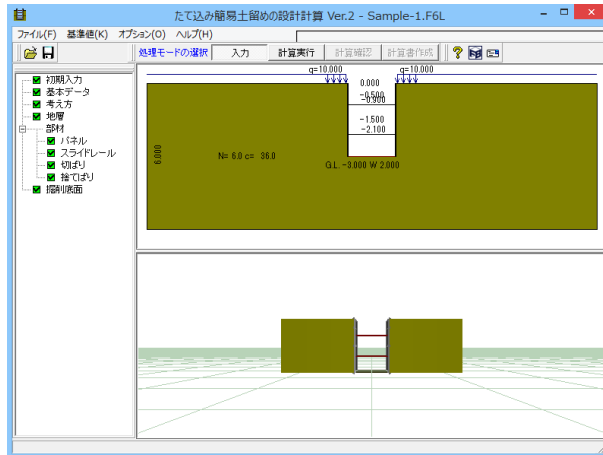 たて込み簡易土留めの設計計算 Ver.2 - Sample-1.F6L
ファイル(F) 基準値(K) オプション(O) ヘルプ(H)
処理モードの選択 入力 計算実行 計算確認 計算書作成
初期入力
基本データ
考え方
地層
部材
パネル
スライドレール
切ばり
捨てばり
掘削底面
q=10.000 q=10.000
0.000
-0.500
-0.900
-1.500
-2.100
6.000
N= 6.0 c= 36.0
G.L. -3.000 W 2.000